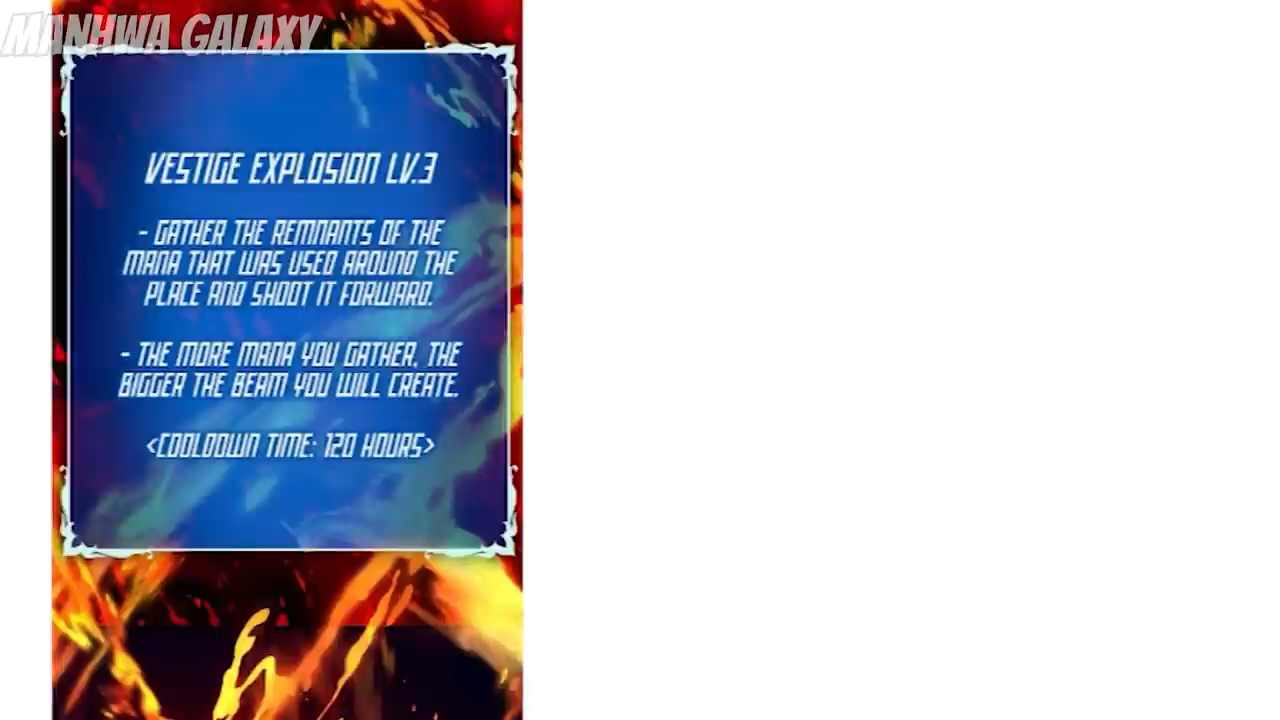 MANHWA GALAXY
VESTIGE EXPLOSION LV.3
- GATHER THE REMNANTS OF THE
MANA THAT WAS USED AROUND THE
PLACE AND SHOOT IT FORWARD.
- THE MORE MANA YOU GATHER, THE
BIGGER THE BEAM YOU WILL CREATE.
<COOLDOWN TIME: 120 HOURS>